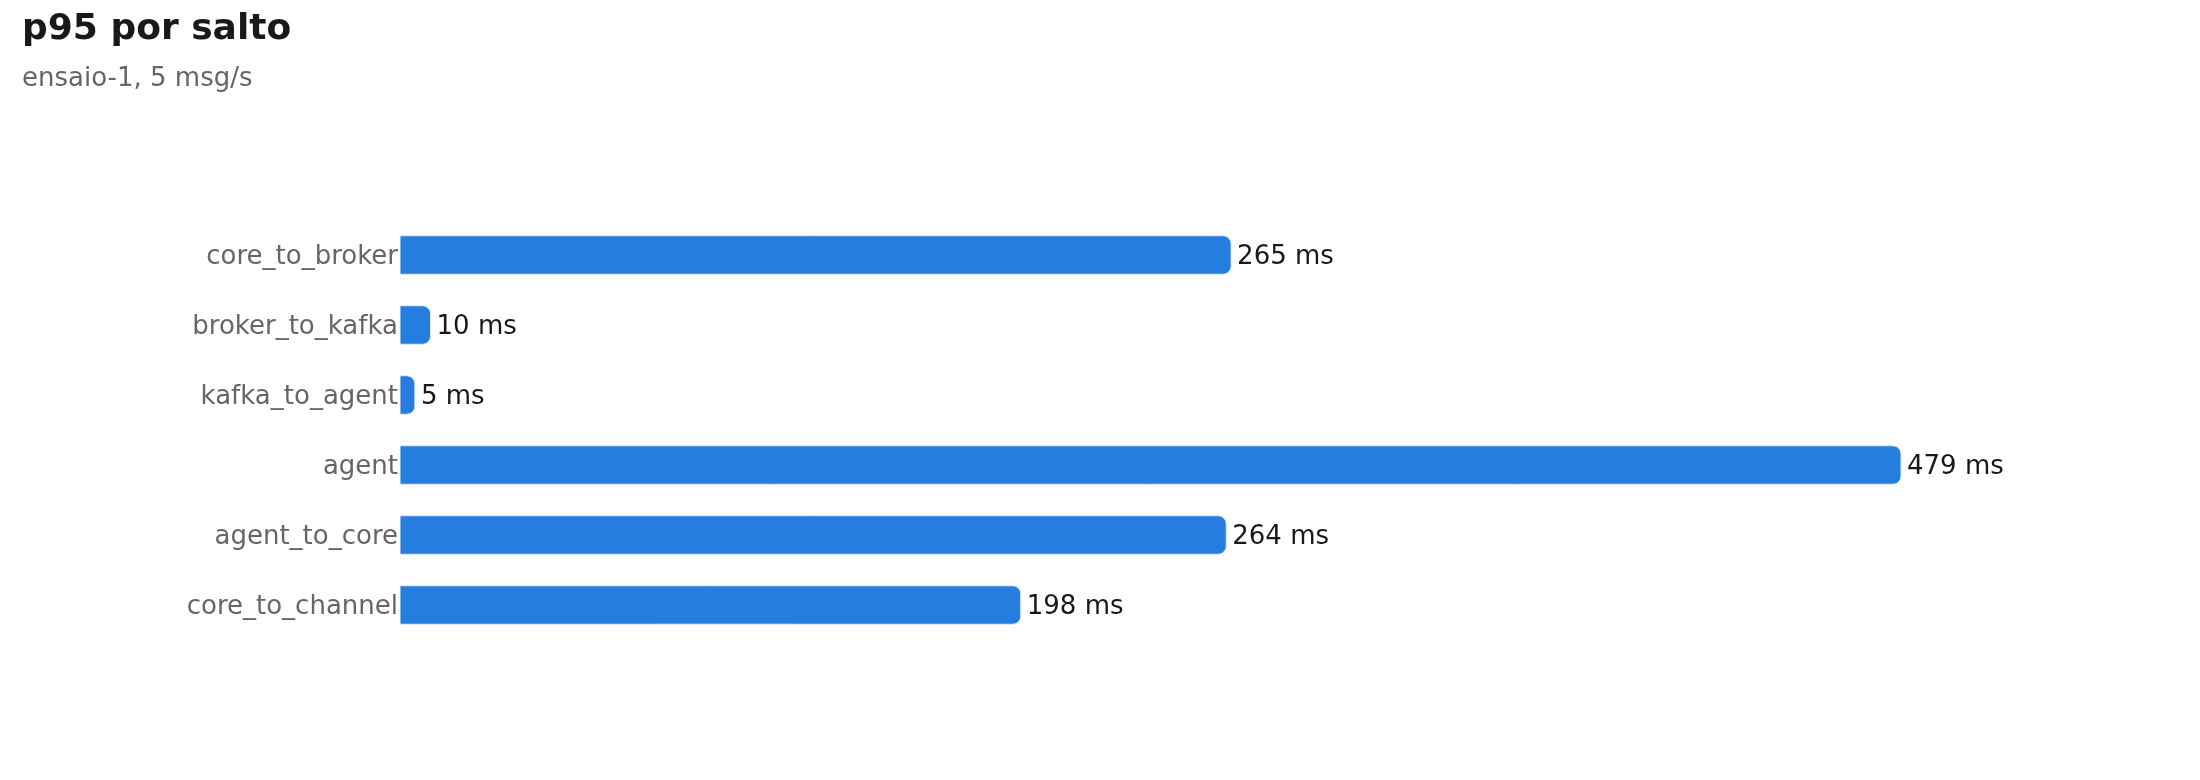 p95 por salto
ensaio-1, 5 msg/s
core_to_broker 265 ms
broker_to_kafka 10 ms
kafka_to_agent 5 ms
agent 479 ms
agent_to_core 264 ms
core_to_channel 198 ms